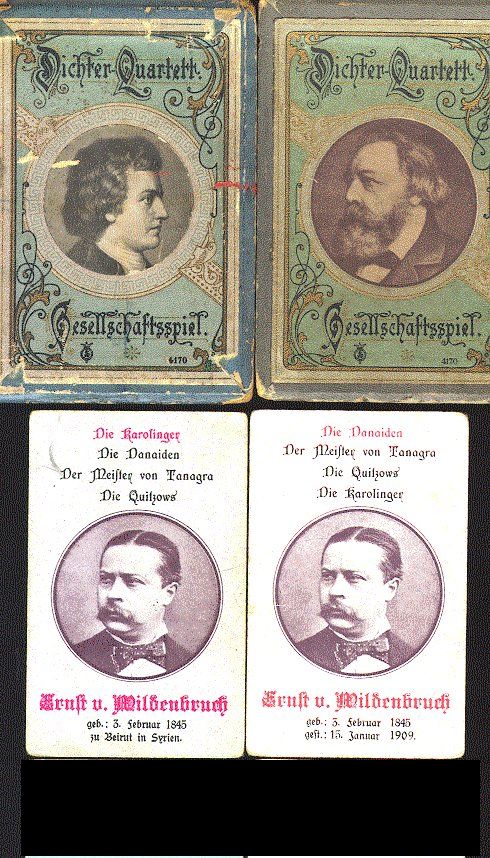 Dichter-Quartett.
Gesellschaftsspiel.
4170
Dichter-Quartett.
Gesellschaftsspiel.
4170
Die Karolinger
Die Danaiden
Der Meister von Tanagra
Die Quitzows
Ernst v. Wildenbruch
geb.: 3. Februar 1845
zu Beirut in Syrien.
Die Danaiden
Der Meister von Tanagra
Die Quitzows
Die Karolinger
Ernst v. Wildenbruch
geb.: 3. Februar 1845
gest.: 15. Januar 1909.